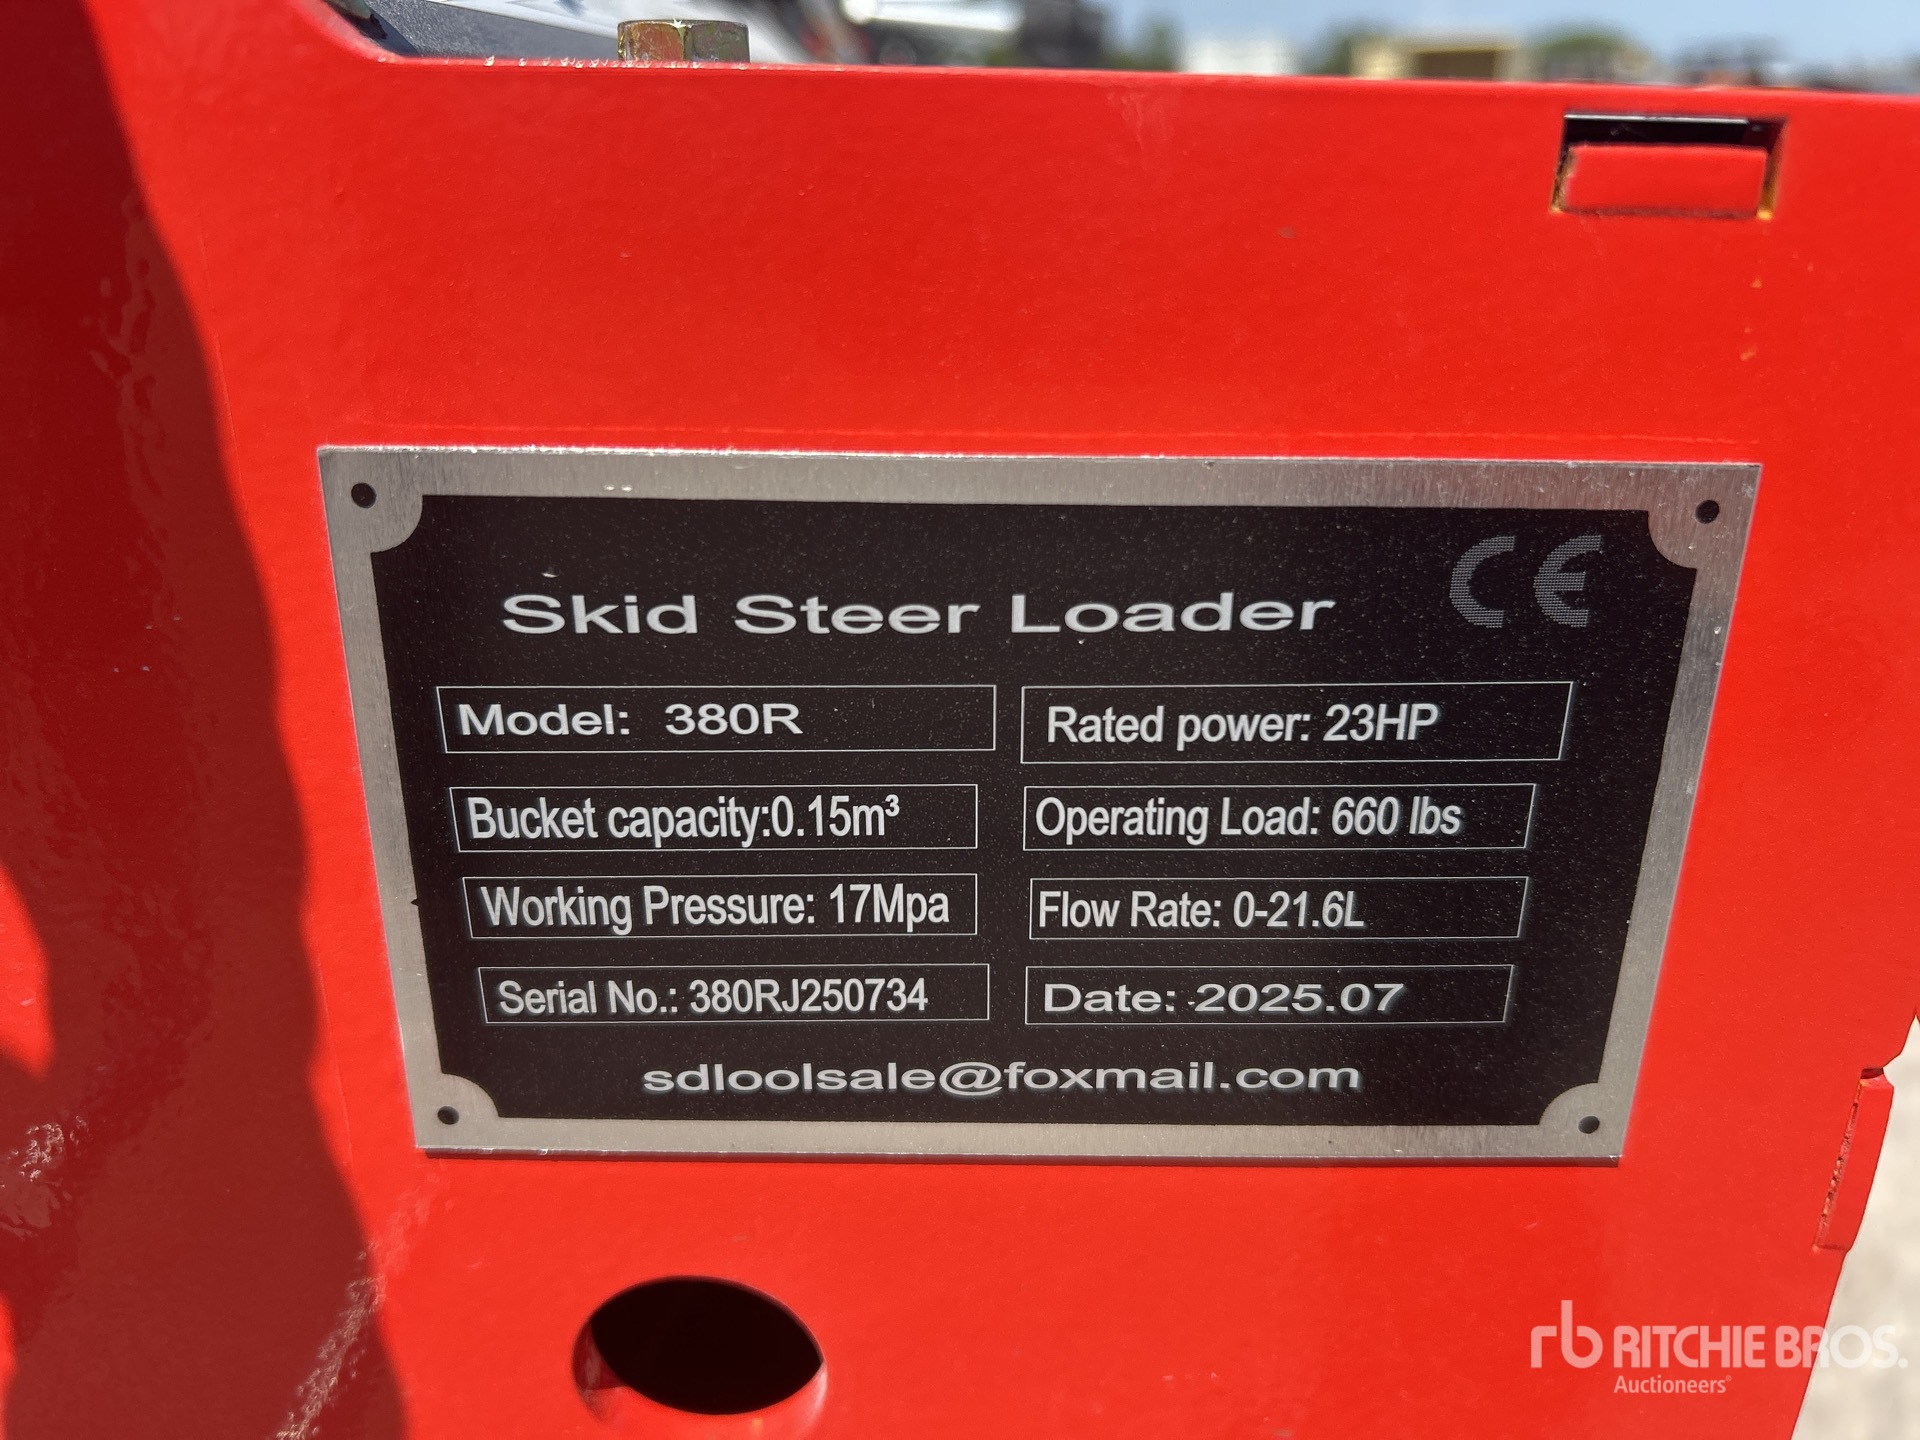 CE
Skid Steer Loader
Model: 380R
Rated power: 23HP
Bucket capacity:0.15m³
Operating Load: 660 lbs
Working Pressure: 17Mpa
Flow Rate: 0-21.6L
Serial No.: 380RJ250734
Date: 2025.07
sdloolsale@foxmail.com
rb RITCHIE BROS.
Auctioneers